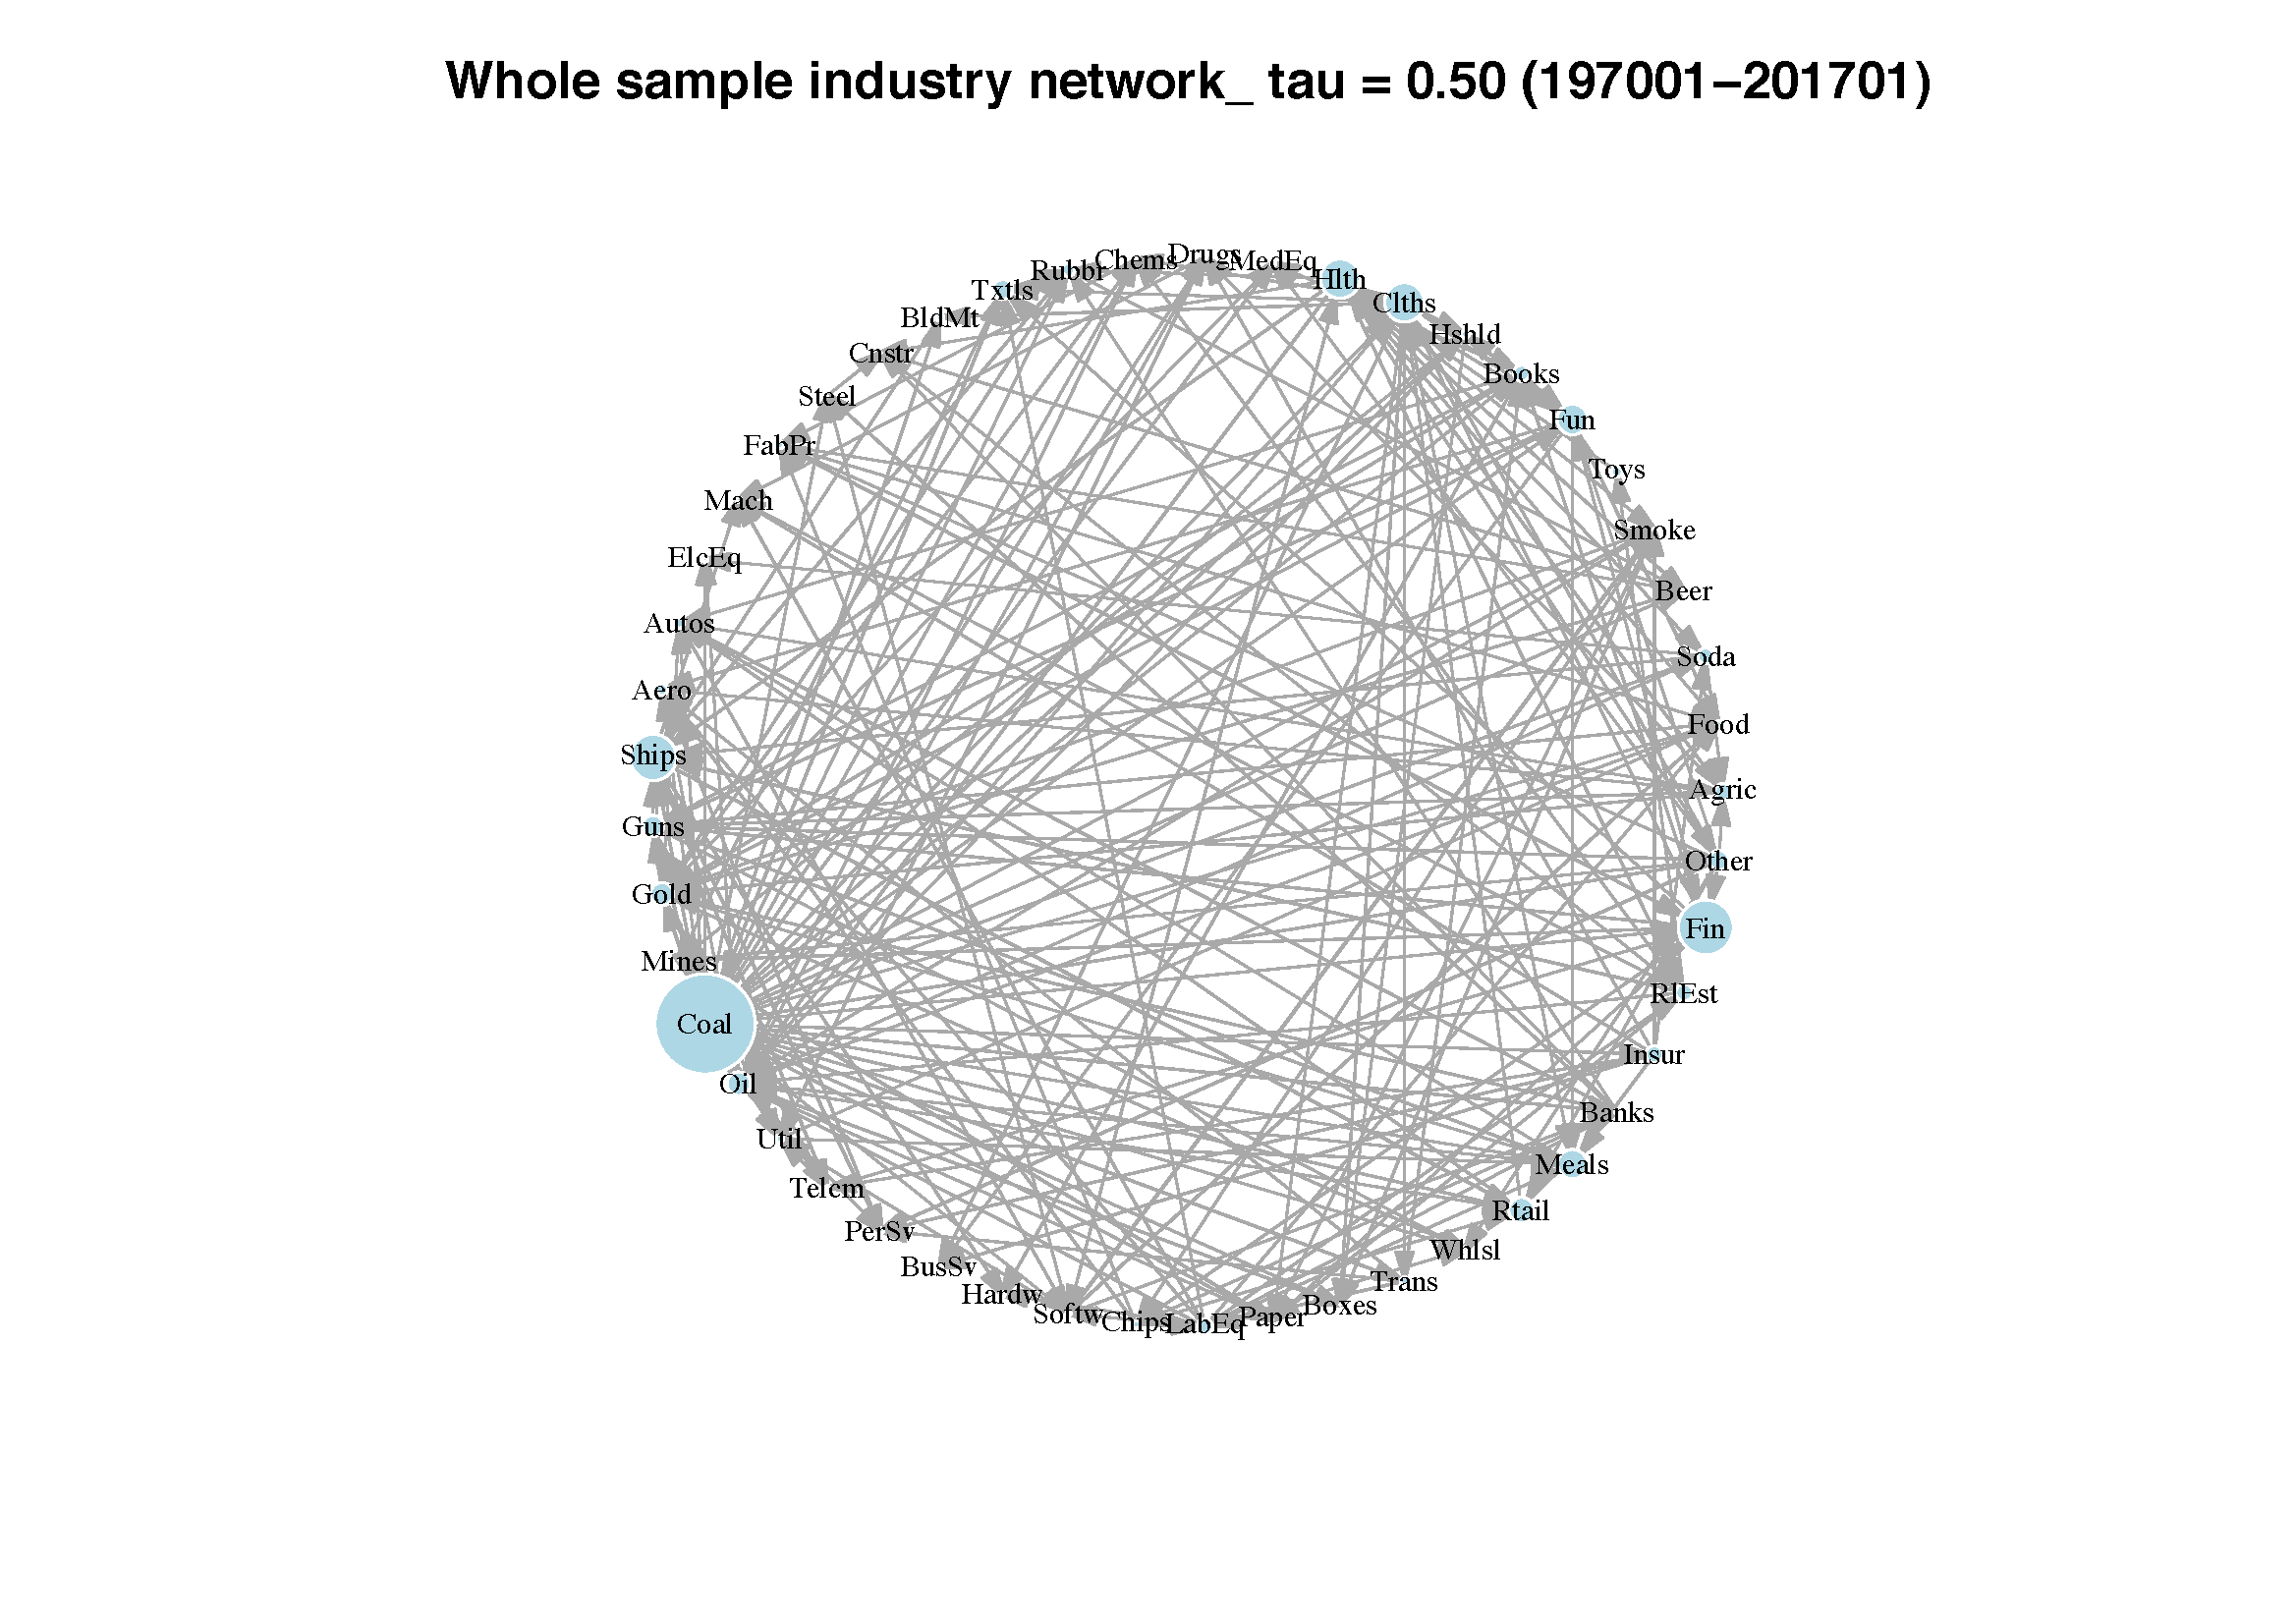 Whole sample industry network_ tau = 0.50 (197001−201701)
Drugs
Chems
MedEq
Rubbr
Hlth
Txtls
Clths
BldMt
Hshld
Cnstr
Books
Steel
Fun
FabPr
Toys
Mach
Smoke
ElcEq
Beer
Autos
Soda
Aero
Food
Ships
Agric
Guns
Other
Gold
Fin
Mines
RlEst
Coal
Insur
Oil
Banks
Util
Meals
Telcm
Rtail
PerSv
Whlsl
BusSv
Trans
Hardw
Boxes
Softw
Paper
Chips
LabEq